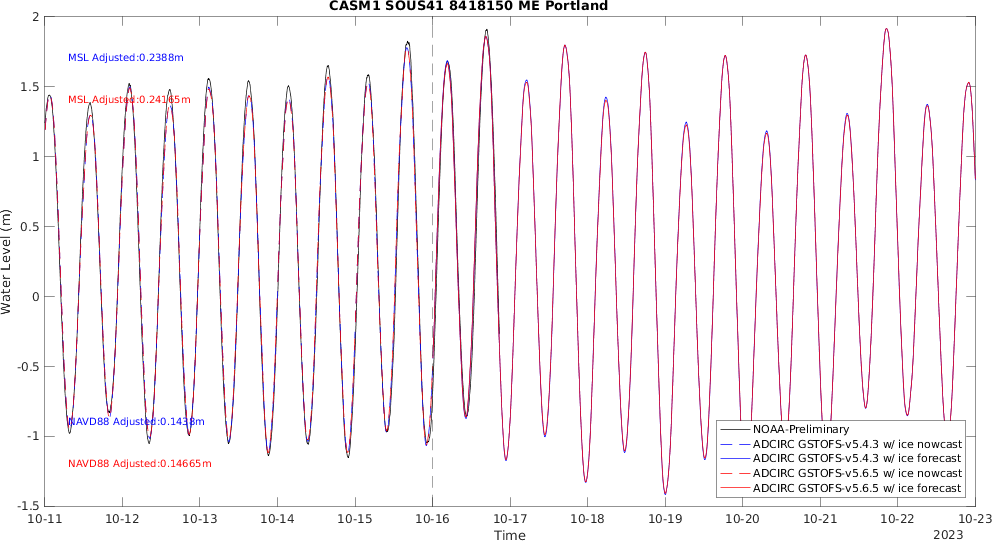 CASM1 SOUS41 8418150 ME Portland
2
1.5
1
0.5
0
-0.5
-1
-1.5
Water Level (m)
MSL Adjusted:0.2388m
MSL Adjusted:0.24165m
NAVD88 Adjusted:0.1438m
NAVD88 Adjusted:0.14665m
NOAA-Preliminary
ADCIRC GSTOFS-v5.4.3 w/ ice nowcast
ADCIRC GSTOFS-v5.4.3 w/ ice forecast
ADCIRC GSTOFS-v5.6.5 w/ ice nowcast
ADCIRC GSTOFS-v5.6.5 w/ ice forecast
10-11 10-12 10-13 10-14 10-15 10-16 10-17 10-18 10-19 10-20 10-21 10-22 10-23
Time
2023